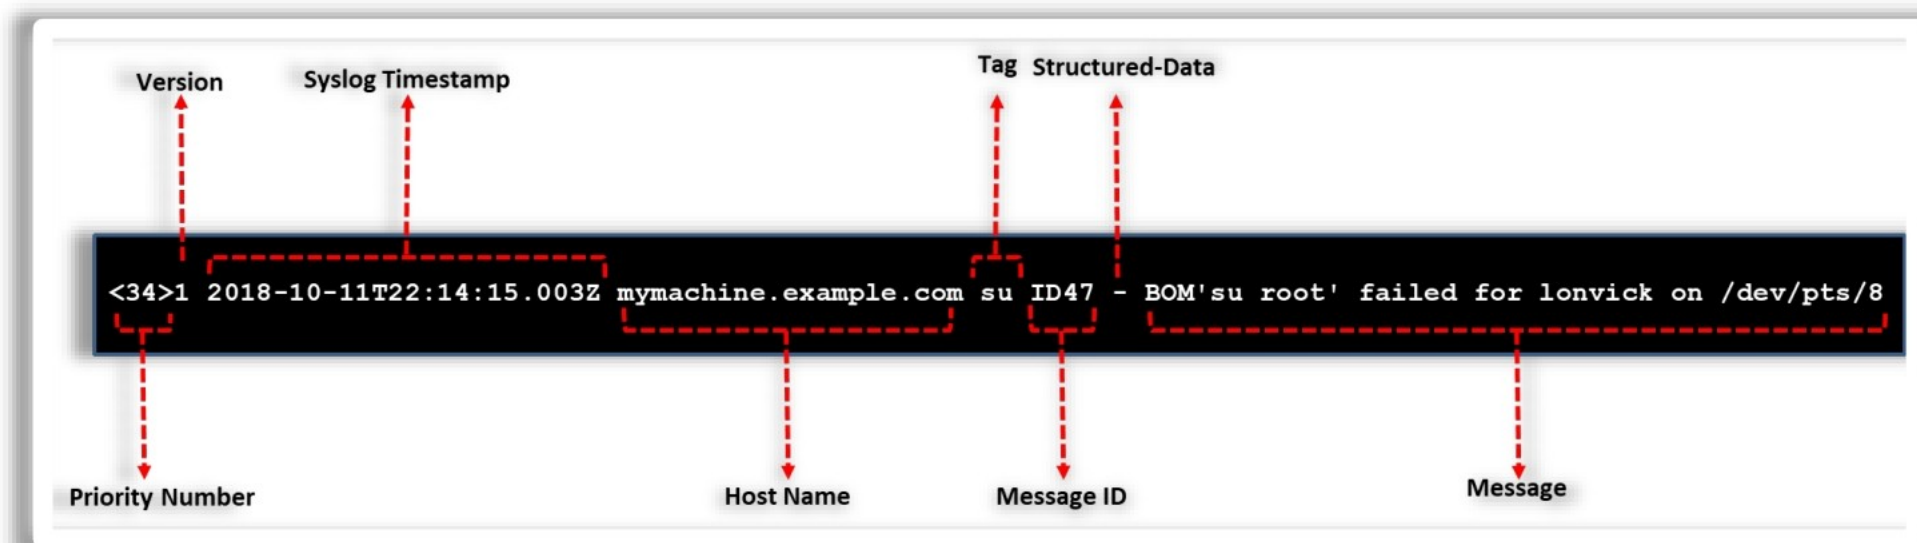 Version Syslog Timestamp Tag Structured-Data
<34>1 2018-10-11T22:14:15.003Z mymachine.example.com su ID47 - BOM'su root' failed for lonvick on /dev/pts/8
Priority Number Host Name Message ID Message